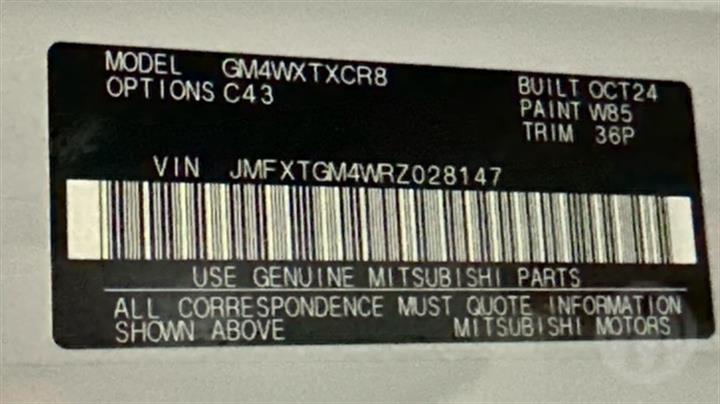 MODEL GM4WXTXCR8
OPTIONS C43
BUILT OCT24
PAINT W85
TRIM 36P
VIN JMFXTGM4WRZ028147
USE GENUINE MITSUBISHI PARTS
ALL CORRESPONDENCE MUST QUOTE INFORMATION
SHOWN ABOVE MITSUBISHI MOTORS